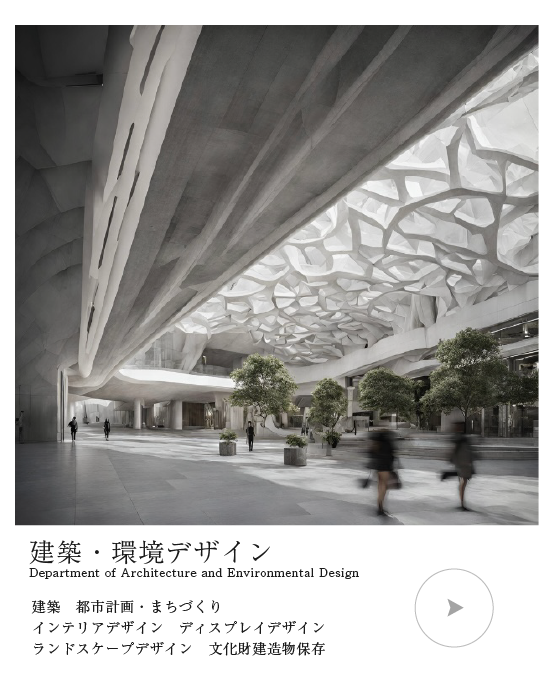 建築・環境デザイン
Department of Architecture and Environmental Design
建築　都市計画・まちづくり
インテリアデザイン　ディスプレイデザイン
ランドスケープデザイン　文化財建造物保存